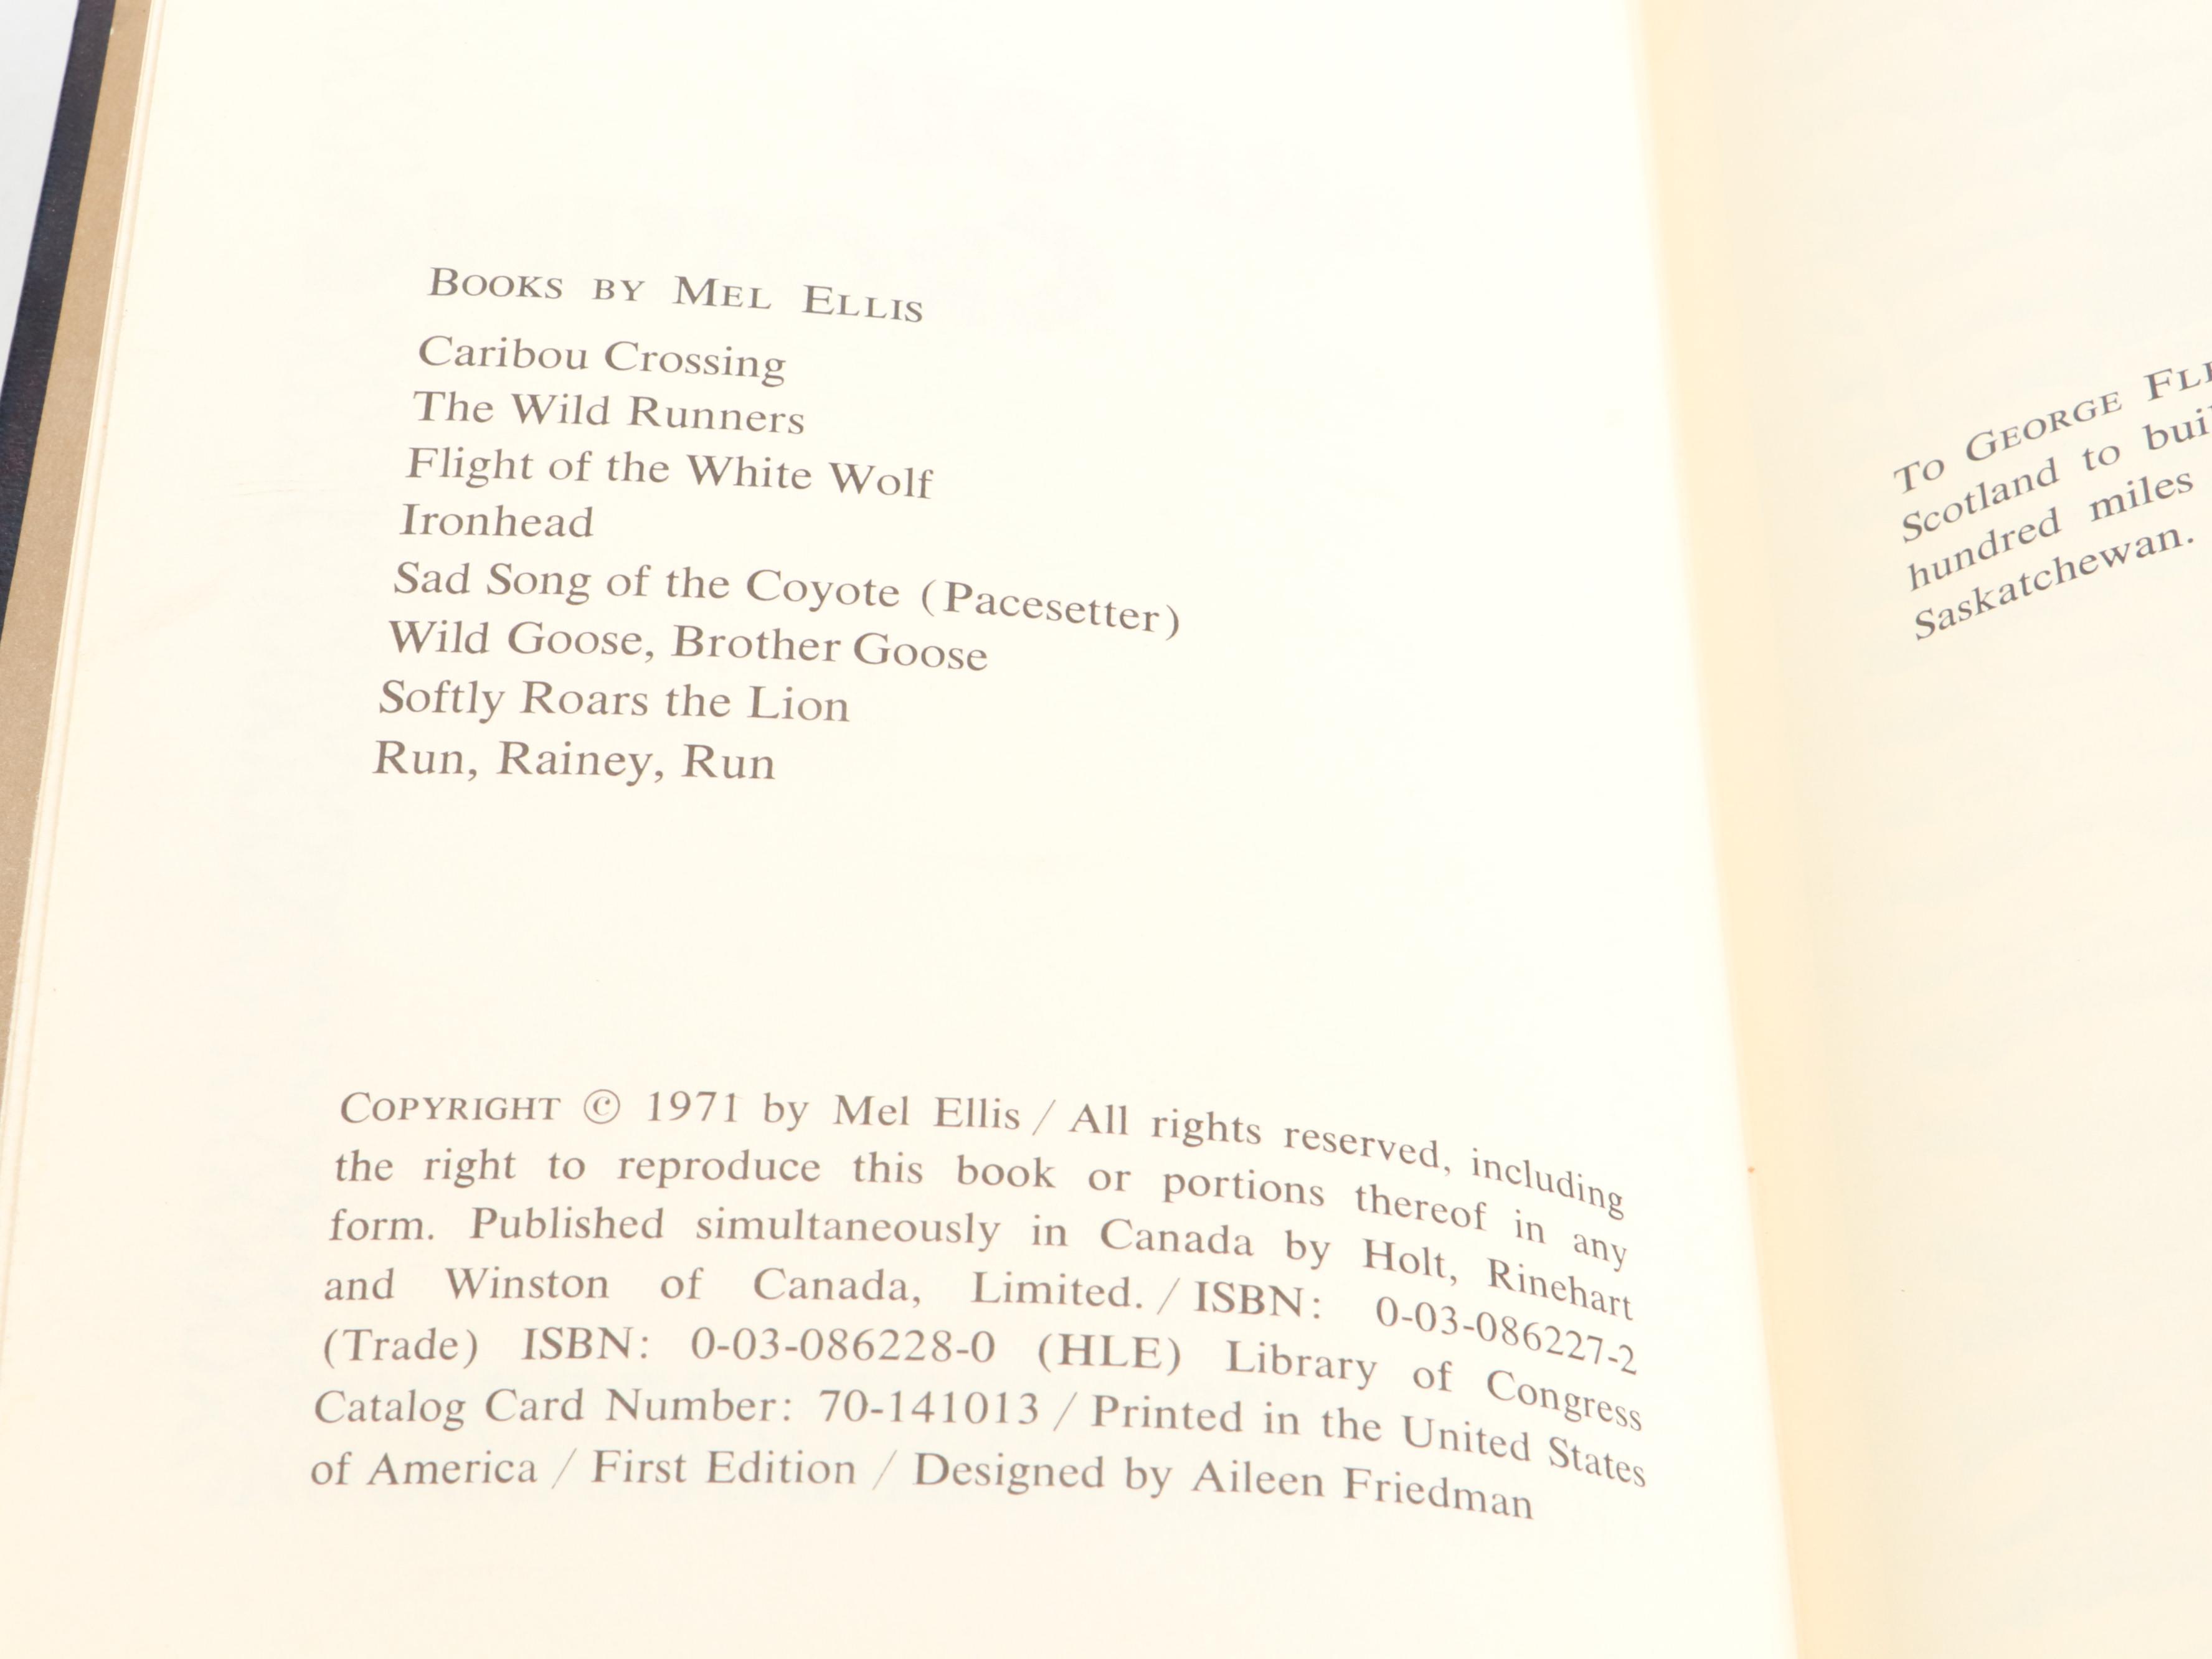 BOOKS BY MEL ELLIS
Caribou Crossing
The Wild Runners
Flight of the White Wolf
Ironhead
Sad Song of the Coyote (Pacesetter)
Wild Goose, Brother Goose
Softly Roars the Lion
Run, Rainey, Run
COPYRIGHT © 1971 by Mel Ellis / All rights reserved, including
the right to reproduce this book or portions thereof in any
form. Published simultaneously in Canada by Holt, Rinehart
and Winston of Canada, Limited. / ISBN: 0-03-086227-2
(Trade) ISBN: 0-03-086228-0 (HLE) Library of Congress
Catalog Card Number: 70-141013 / Printed in the United States
of America / First Edition / Designed by Aileen Friedman
TO GEORGE
Scotland to
hundred miles
Saskatchewan.